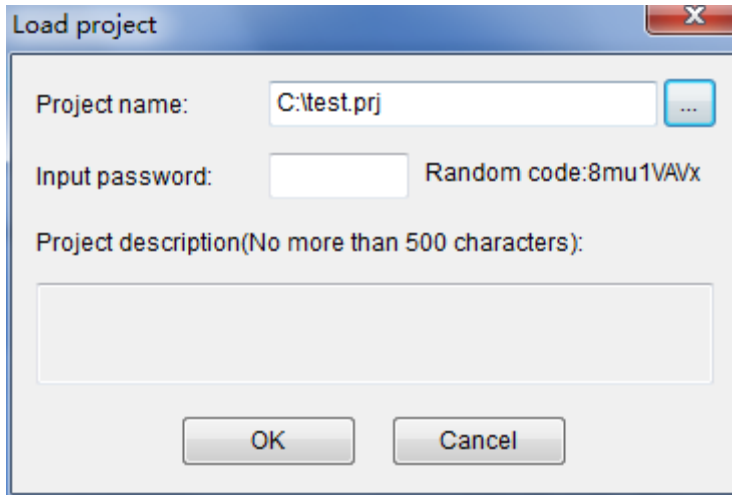 Load project
x
Project name: C:\test.prj ...
Input password: Random code:8mu1VAVx
Project description(No more than 500 characters):
OK Cancel